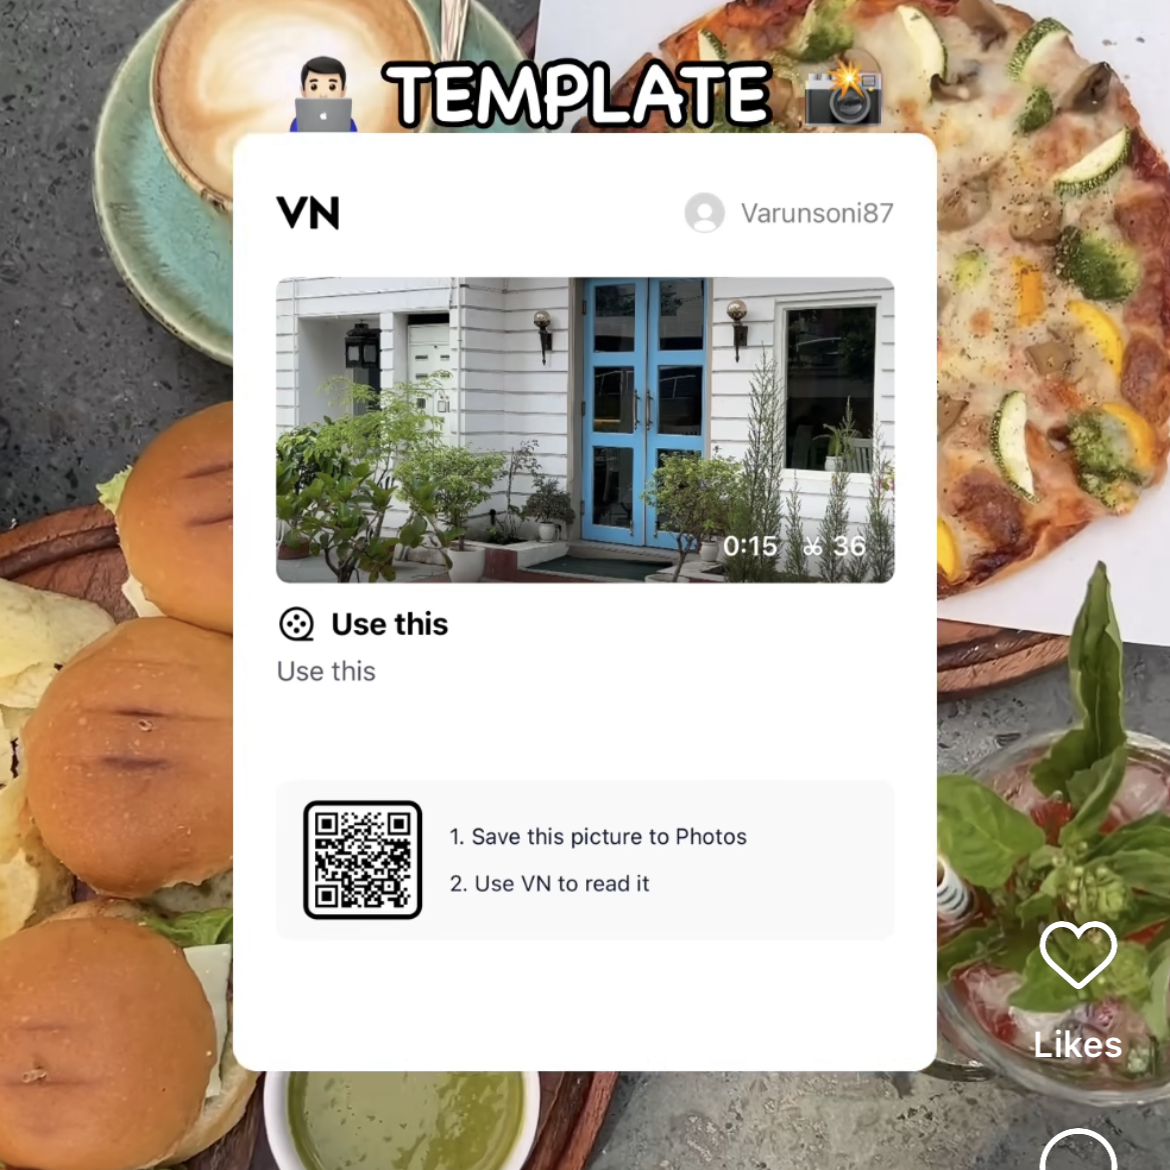 TEMPLATE
VN
Varunsoni87
0:15 36
Use this
Use this
1. Save this picture to Photos
2. Use VN to read it
Likes